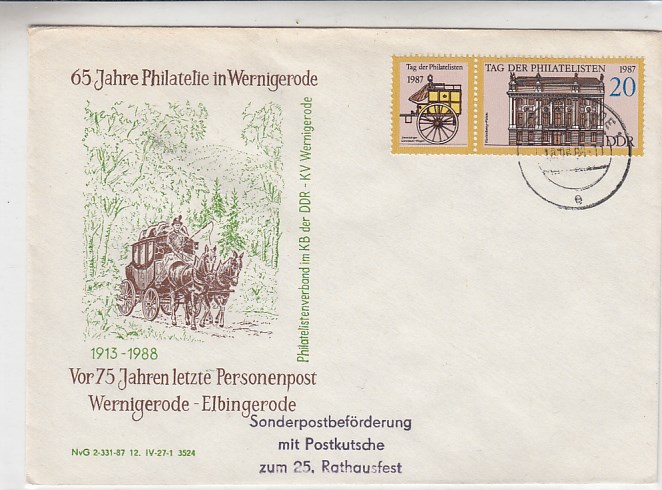 65 Jahre Philatelie in Wernigerode
Philatelistenverband im KB der DDR - KV Wernigerode
1913-1988
Vor 75 Jahren letzte Personenpost
Wernigerode - Elbingerode
NvG 2-331-87 12. IV-27-1 3524
Tag der Philatelisten
1987
TAG DER PHILATELISTEN 1987
20
DDR
e
Sonderpostbeförderung
mit Postkutsche
zum 25. Rathausfest